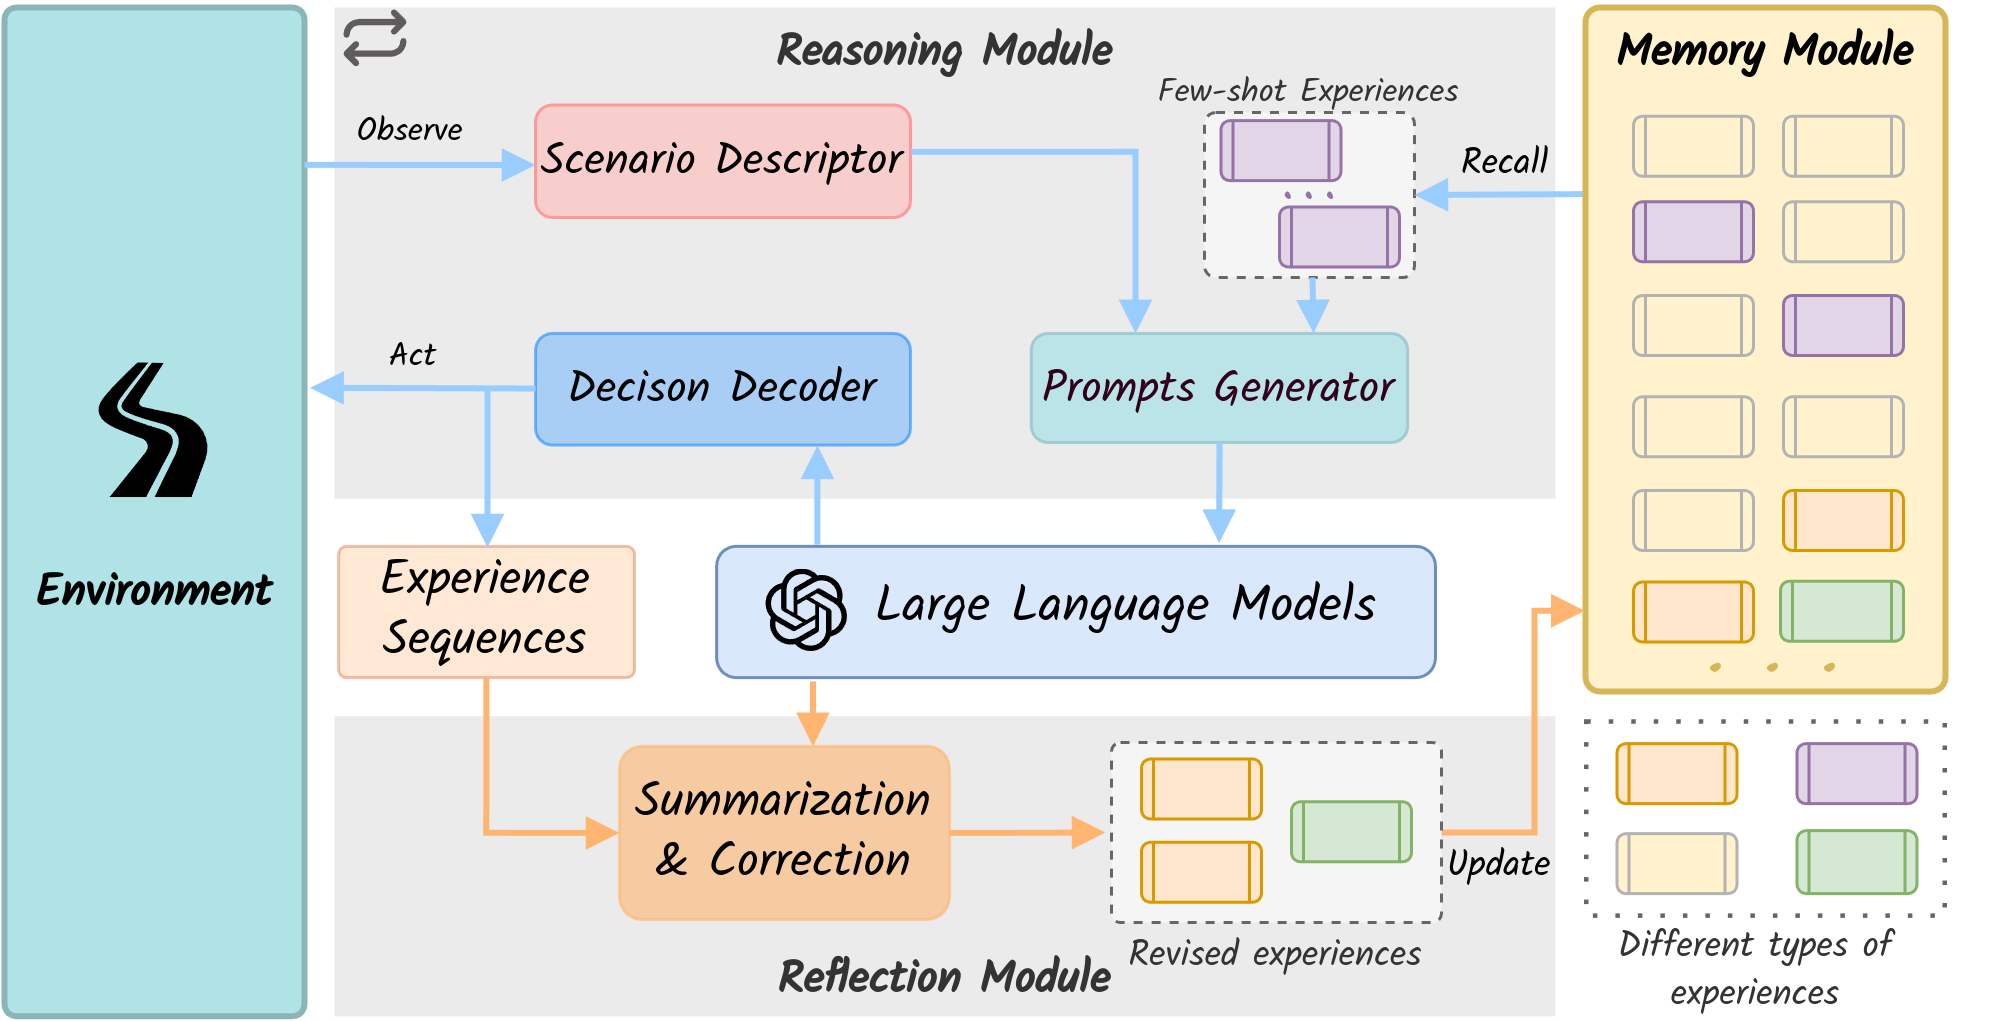 Reasoning Module
Memory Module
Few-shot Experiences
Observe
Scenario Descriptor
Recall
Act
Decison Decoder
Prompts Generator
Environment
Experience
Sequences
Large Language Models
Summarization
& Correction
Update
Revised experiences
Reflection Module
Different types of
experiences